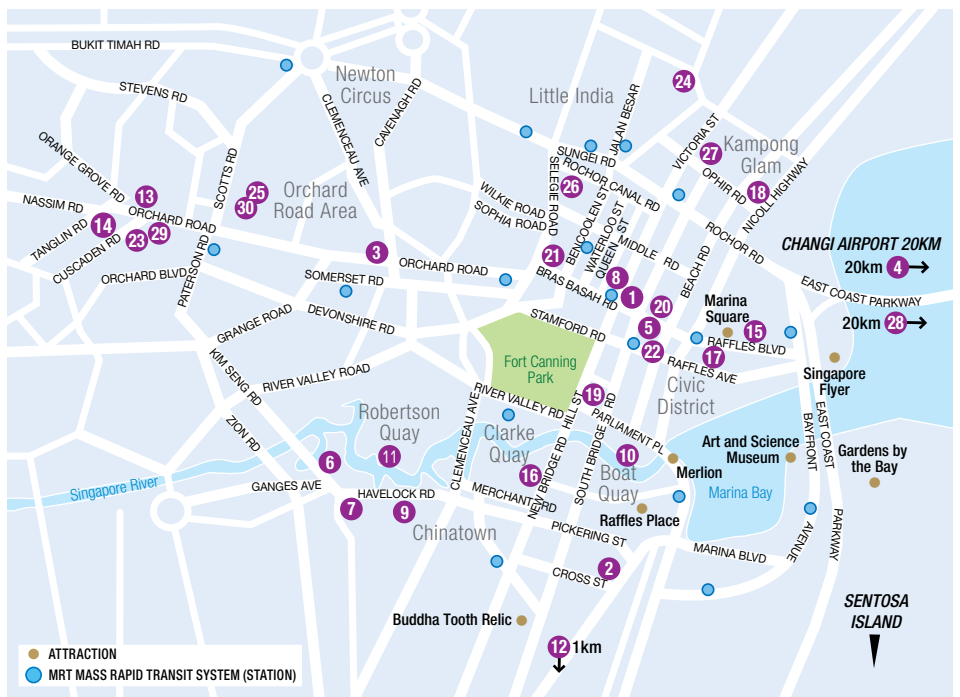 BUKIT TIMAH RD
STEVENS RD
Newton
Circus
CLEMENCEAU AVE
CAVENAGH RD
Little India
JALAN BESAR
24
VICTORIA ST
27
Kampong
Glam
SUNGEI RD
ROCHOR CANAL RD
OPHIR RD
18
NICOLL HIGHWAY
ORANGE GROVE RD
13
SCOTTS RD
25
30
Orchard
Road Area
WILKIE ROAD
SOPHIA ROAD
SELEGIE ROAD
26
BENCOOLEN ST
WATERLOO ST
QUEEN ST
MIDDLE RD
BEACH RD
ROCHOR RD
NASSIM RD
ORCHARD ROAD
14
TANGLIN RD
CUSCADEN RD
23
29
ORCHARD BLVD
PATERSON RD
3
ORCHARD ROAD
21
BRAS BASAH RD
8
1
20
CHANGI AIRPORT 20KM
20km 4
EAST COAST PARKWAY
20km 28
SOMERSET RD
DEVONSHIRE RD
GRANGE ROAD
STAMFORD RD
5
22
Marina
Square
15
RAFFLES BLVD
17
RAFFLES AVE
Singapore
Flyer
Fort Canning
Park
KIM SENG RD
RIVER VALLEY ROAD
RIVER VALLEY RD
HILL ST
19
Civic
District
PARLIAMENT PL
EAST COAST
PARKWAY
BAYFRONT
AVENUE
ZION RD
Robertson
Quay
11
CLEMENCEAU AVE
Clarke
Quay
16
NEW BRIDGE RD
SOUTH BRIDGE RD
10
Boat
Quay
Merlion
Art and Science
Museum
Marina Bay
Gardens by
the Bay
Singapore River
6
GANGES AVE
7
HAVELOCK RD
9
Chinatown
MERCHANT RD
Raffles Place
PICKERING ST
MARINA BLVD
2
CROSS ST
Buddha Tooth Relic
12 1km
SENTOSA
ISLAND
ATTRACTION
MRT MASS RAPID TRANSIT SYSTEM (STATION)